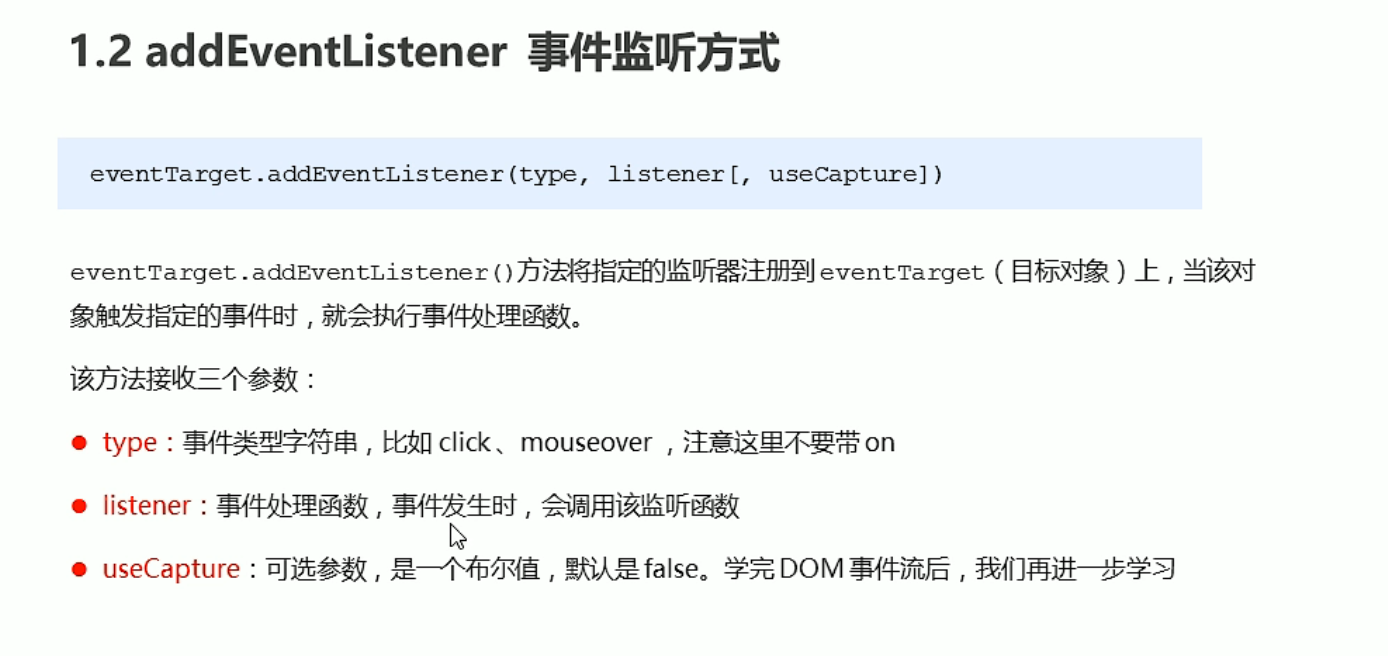 1.2 addEventListener 事件监听方式
eventTarget.addEventListener(type, listener[, useCapture])
eventTarget.addEventListener()方法将指定的监听器注册到eventTarget（目标对象）上，当该对
象触发指定的事件时，就会执行事件处理函数。
该方法接收三个参数：
● type：事件类型字符串，比如 click、mouseover ，注意这里不要带 on
● listener：事件处理函数，事件发生时，会调用该监听函数
● useCapture：可选参数，是一个布尔值，默认是 false。学完 DOM 事件流后，我们再进一步学习